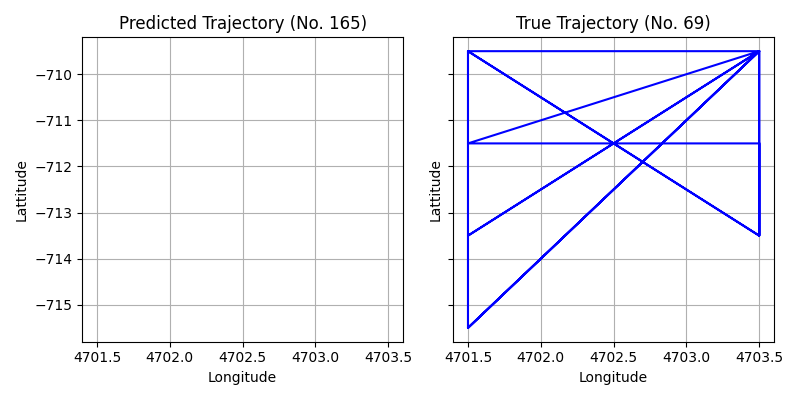 Predicted Trajectory (No. 165)
True Trajectory (No. 69)
−710
−711
−712
−713
−714
−715
Lattitude
Lattitude
4701.5 4702.0 4702.5 4703.0 4703.5
4701.5 4702.0 4702.5 4703.0 4703.5
Longitude
Longitude